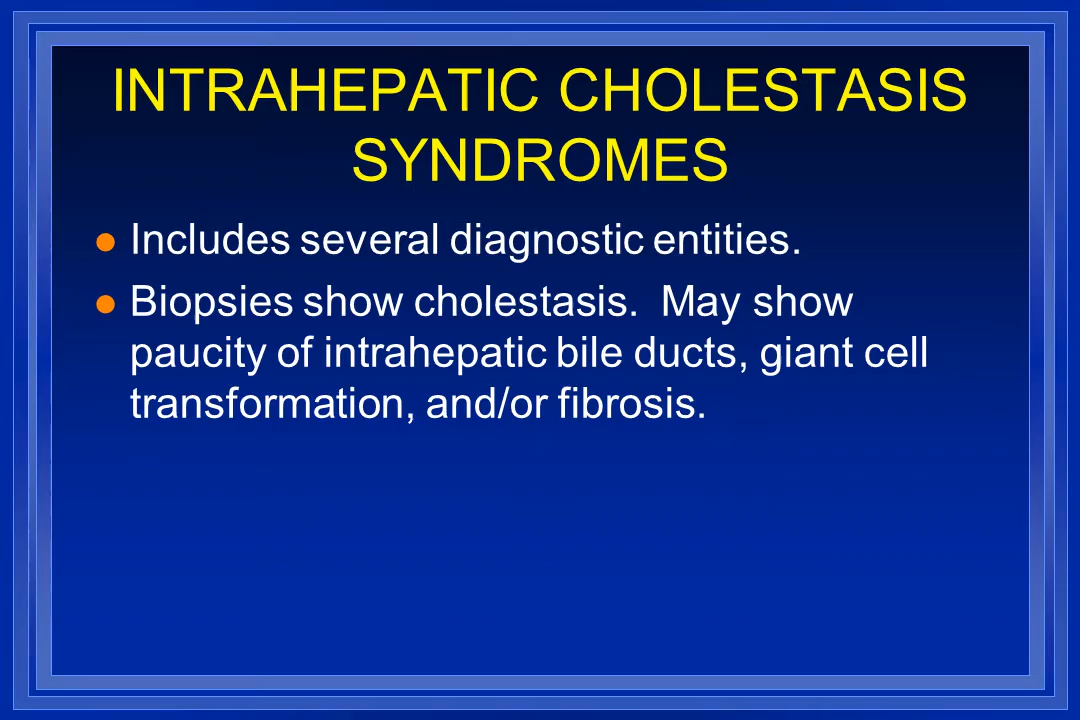 INTRAHEPATIC CHOLESTASIS
SYNDROMES
Includes several diagnostic entities.
Biopsies show cholestasis.  May show
paucity of intrahepatic bile ducts, giant cell
transformation, and/or fibrosis.